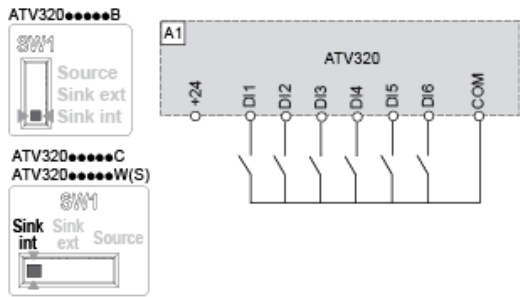 ATV320●●●●●B
SW1
Source
Sink ext
Sink int
ATV320●●●●●C
ATV320●●●●●W(S)
SW1
Sink int
Sink ext
Source
A1
ATV320
+24
DI1
DI2
DI3
DI4
DI5
DI6
COM